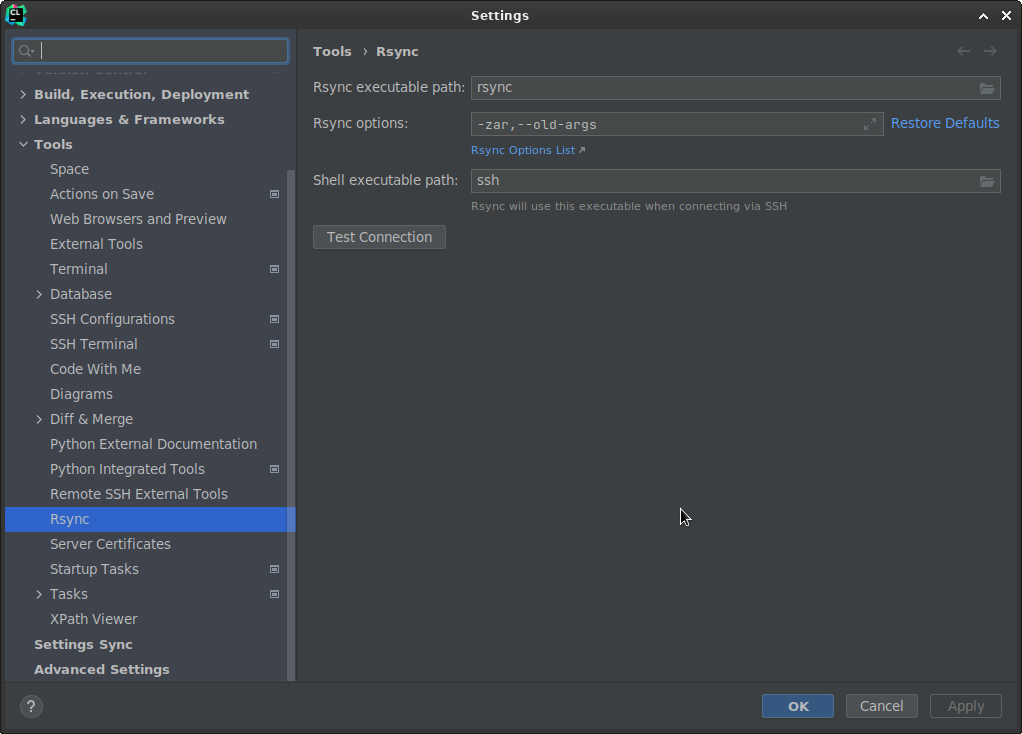 CL
Settings
Build, Execution, Deployment
Languages & Frameworks
Tools
Space
Actions on Save
Web Browsers and Preview
External Tools
Terminal
Database
SSH Configurations
SSH Terminal
Code With Me
Diagrams
Diff & Merge
Python External Documentation
Python Integrated Tools
Remote SSH External Tools
Rsync
Server Certificates
Startup Tasks
Tasks
XPath Viewer
Settings Sync
Advanced Settings
Tools › Rsync
Rsync executable path: rsync
Rsync options: -zar,--old-args Restore Defaults
Rsync Options List ↗
Shell executable path: ssh
Rsync will use this executable when connecting via SSH
Test Connection
?
OK Cancel Apply